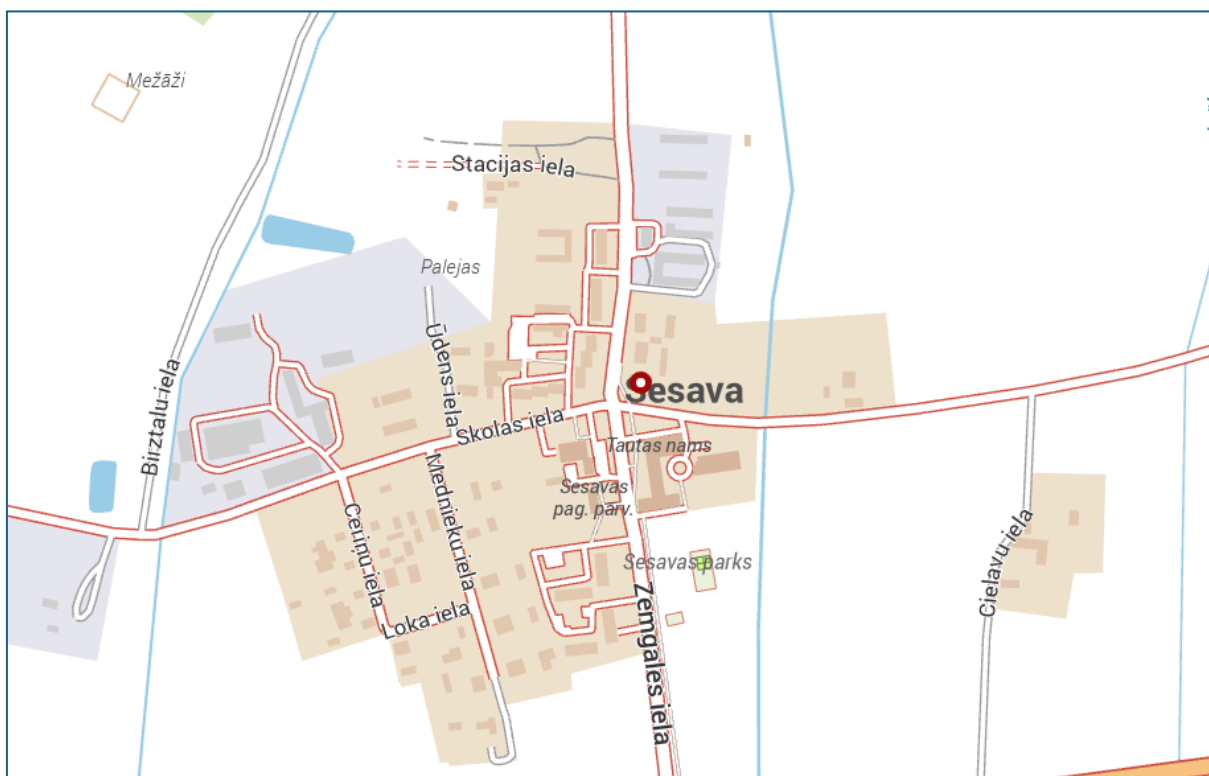 Mežāži
Stacijas iela
Palejas
Ūdens iela
Birztalu iela
Sesava
Skolas iela
Tautas nams
Mednieku iela
Sesavas
pag. pārv.
Ceriņu iela
Cielavu iela
Sesavas parks
Loka iela
Zemgales iela